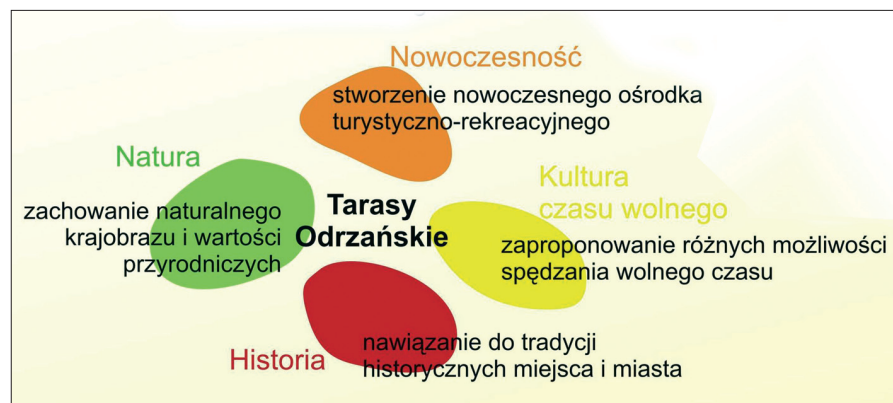 Nowoczesność
stworzenie nowoczesnego ośrodka
turystyczno-rekreacyjnego
Natura
zachowanie naturalnego
krajobrazu i wartości
przyrodniczych
Tarasy
Odrzańskie
Kultura
czasu wolnego
zaproponowanie różnych możliwości
spędzania wolnego czasu
Historia
nawiązanie do tradycji
historycznych miejsca i miasta